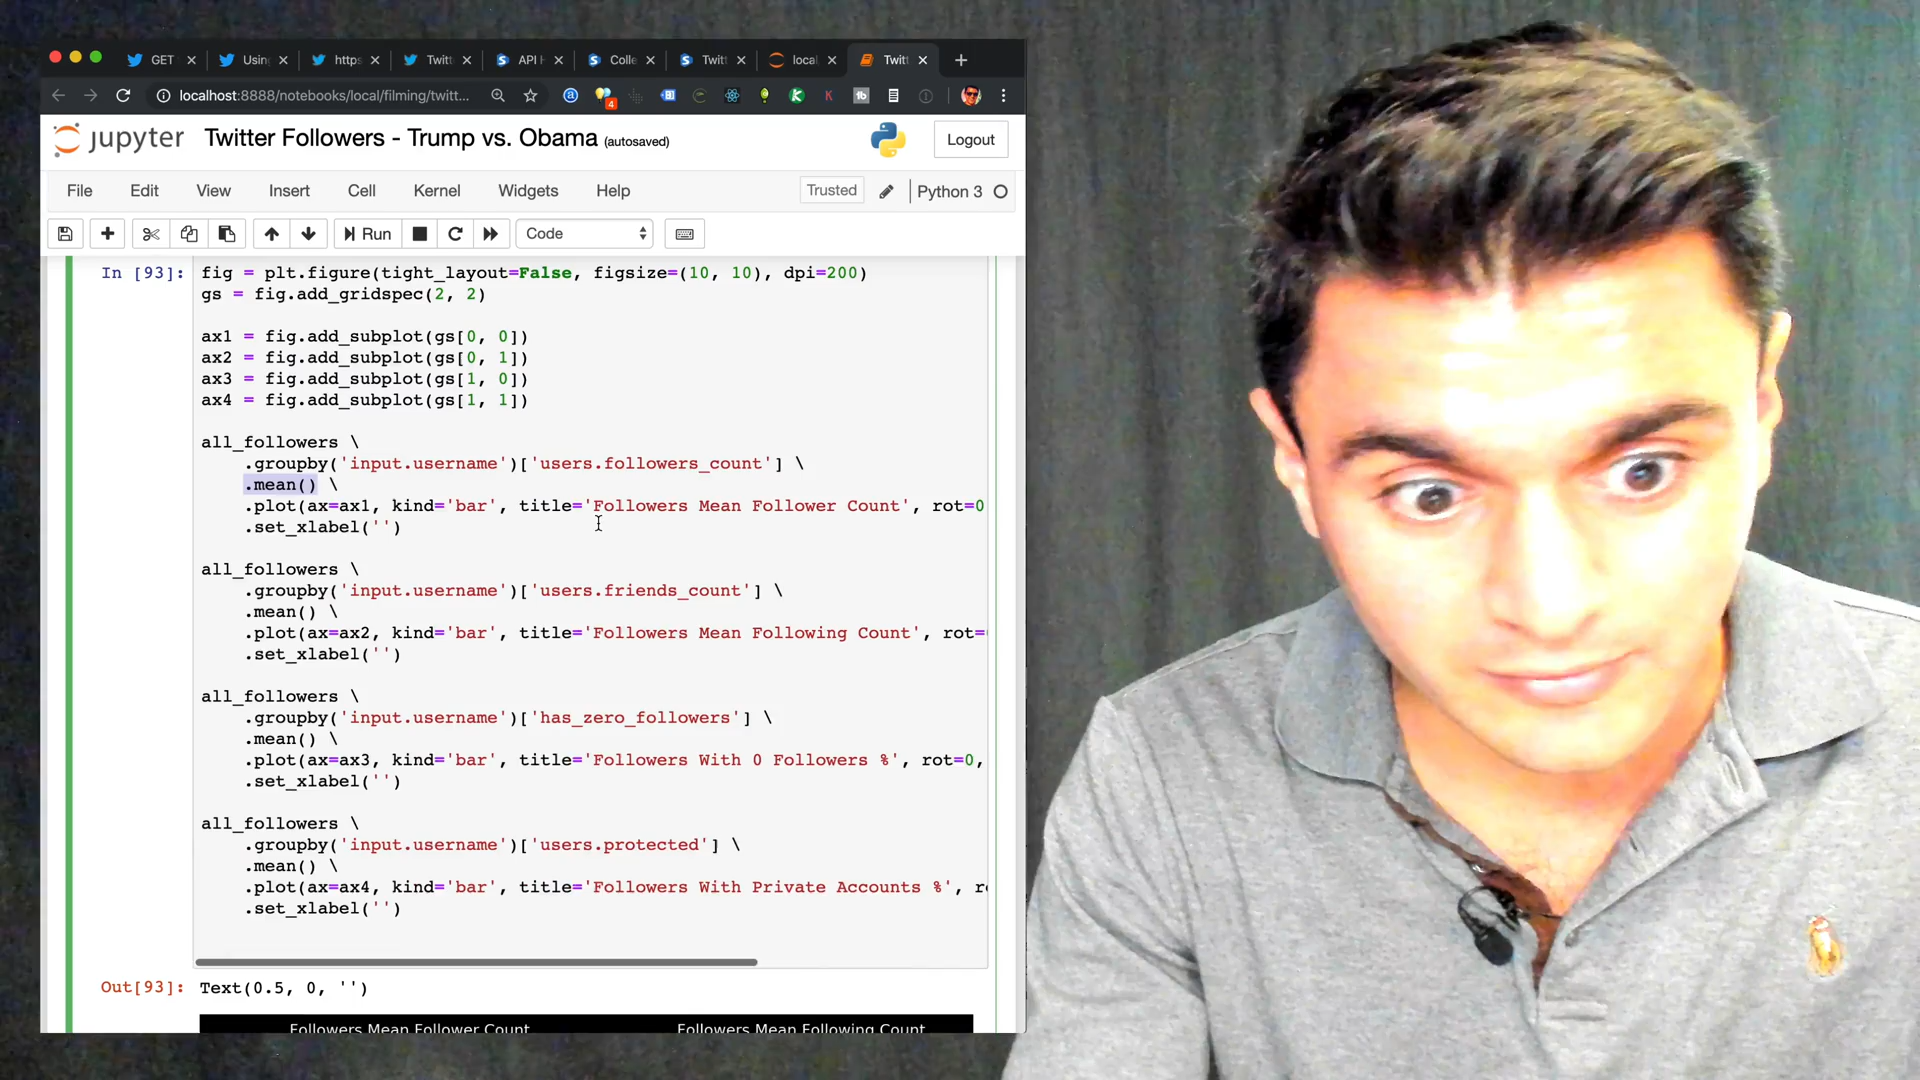 GET
Usin
https
Twitt
API H
Colle
Twitt
local
Twitt
localhost:8888/notebooks/local/filming/twitt...
4
jupyter Twitter Followers - Trump vs. Obama (autosaved)
Logout
File Edit View Insert Cell Kernel Widgets Help
Trusted
Python 3
Run
Code
In [93]: fig = plt.figure(tight_layout=False, figsize=(10, 10), dpi=200)
gs = fig.add_gridspec(2, 2)
ax1 = fig.add_subplot(gs[0, 0])
ax2 = fig.add_subplot(gs[0, 1])
ax3 = fig.add_subplot(gs[1, 0])
ax4 = fig.add_subplot(gs[1, 1])
all_followers \
.groupby('input.username')['users.followers_count'] \
.mean() \
.plot(ax=ax1, kind='bar', title='Followers Mean Follower Count', rot=0
.set_xlabel('')
all_followers \
.groupby('input.username')['users.friends_count'] \
.mean() \
.plot(ax=ax2, kind='bar', title='Followers Mean Following Count', rot=
.set_xlabel('')
all_followers \
.groupby('input.username')['has_zero_followers'] \
.mean() \
.plot(ax=ax3, kind='bar', title='Followers With 0 Followers %', rot=0,
.set_xlabel('')
all_followers \
.groupby('input.username')['users.protected'] \
.mean() \
.plot(ax=ax4, kind='bar', title='Followers With Private Accounts %', r
.set_xlabel('')
Out[93]: Text(0.5, 0, '')
Followers Mean Follower Count
Followers Mean Following Count